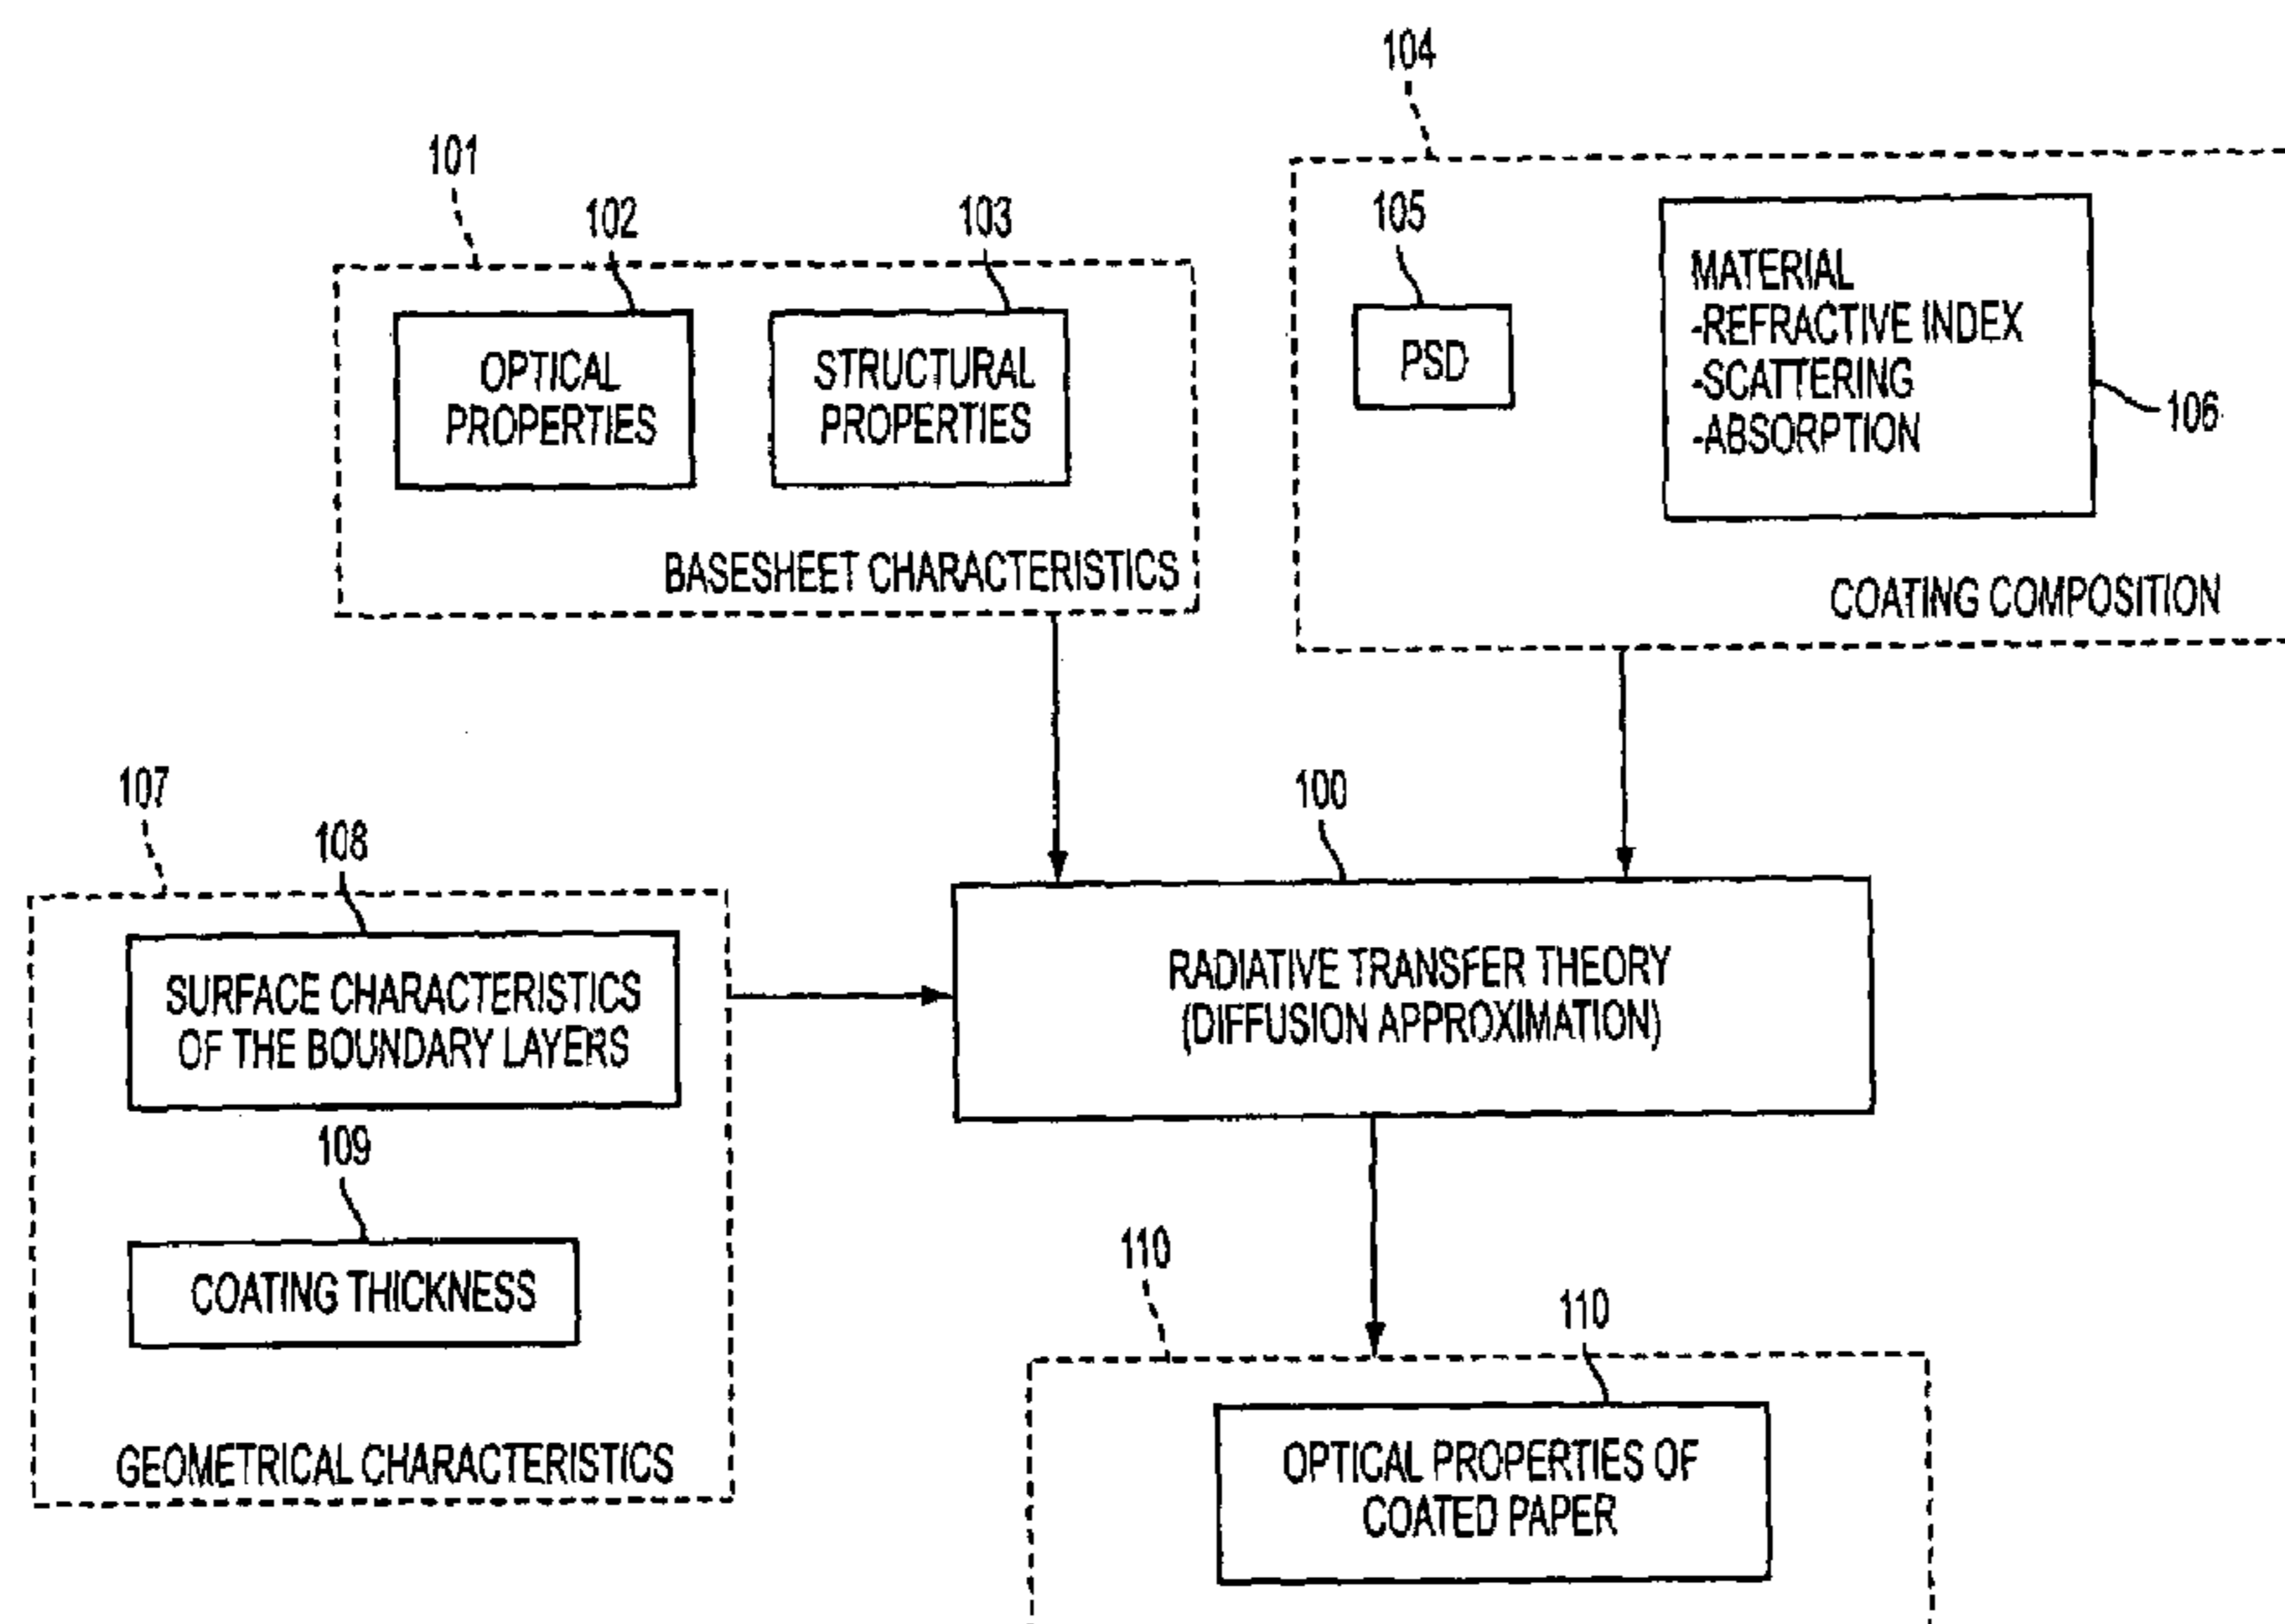 104
101
102
103
105
MATERIAL
-REFRACTIVE INDEX
-SCATTERING
-ABSORPTION
106
PSD
OPTICAL
PROPERTIES
STRUCTURAL
PROPERTIES
BASESHEET CHARACTERISTICS
COATING COMPOSITION
107
108
100
SURFACE CHARACTERISTICS
OF THE BOUNDARY LAYERS
RADIATIVE TRANSFER THEORY
(DIFFUSION APPROXIMATION)
109
COATING THICKNESS
GEOMETRICAL CHARACTERISTICS
110
110
OPTICAL PROPERTIES OF
COATED PAPER